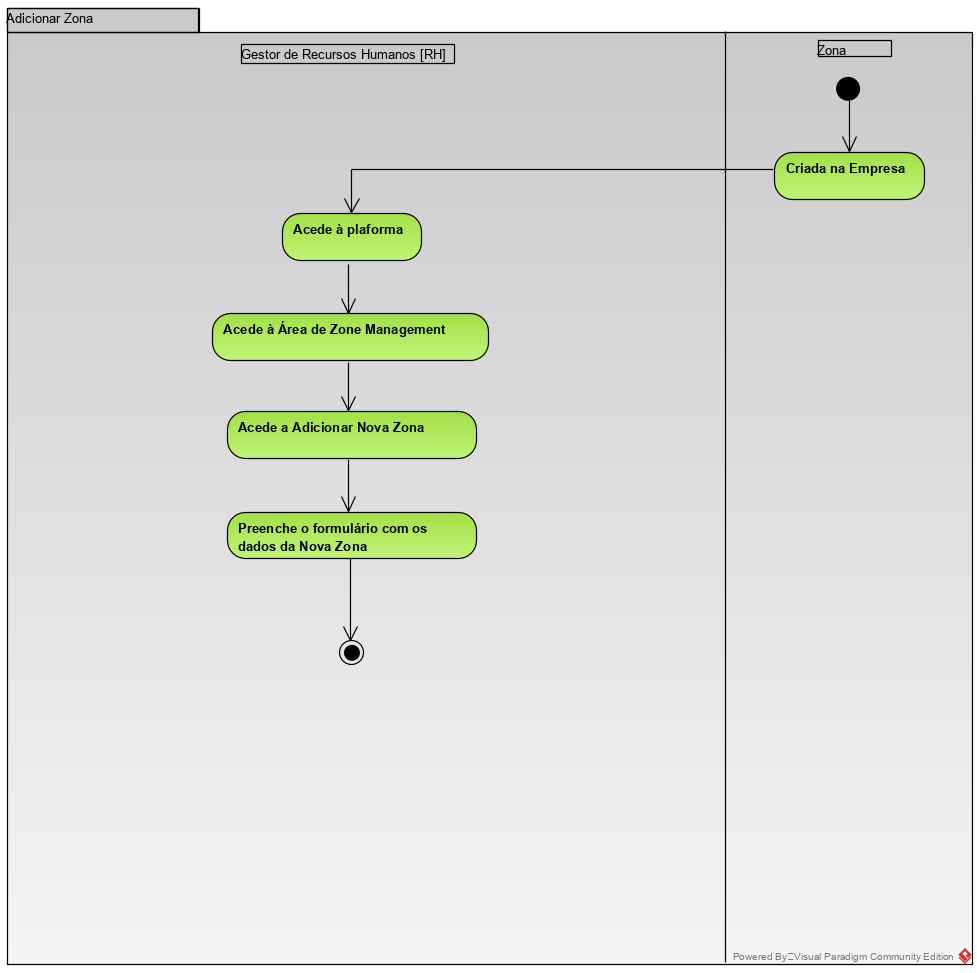 Adicionar Zona
Gestor de Recursos Humanos [RH]
Zona
Criada na Empresa
Acede à plaforma
Acede à Área de Zone Management
Acede a Adicionar Nova Zona
Preenche o formulário com os
dados da Nova Zona
Powered By Visual Paradigm Community Edition